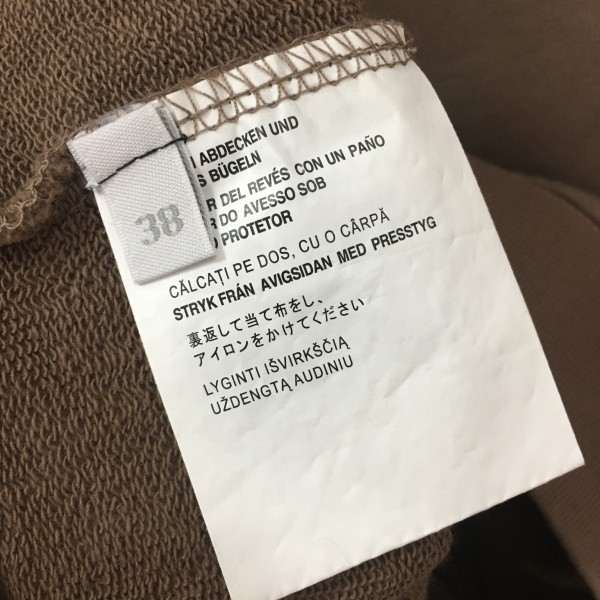 38
ABDECKEN UND
BÜGELN
DEL REVÉS CON UN PAÑO
DO AVESSO SOB
PROTETOR
CĂLCAȚI PE DOS, CU O CÂRPĂ
STRYK FRÅN AVIGSIDAN MED PRESSTYG
裏返して当て布をし、
アイロンをかけてください
LYGINTI IŠVIRKŠČIĄ
UŽDENGTĄ AUDINIU